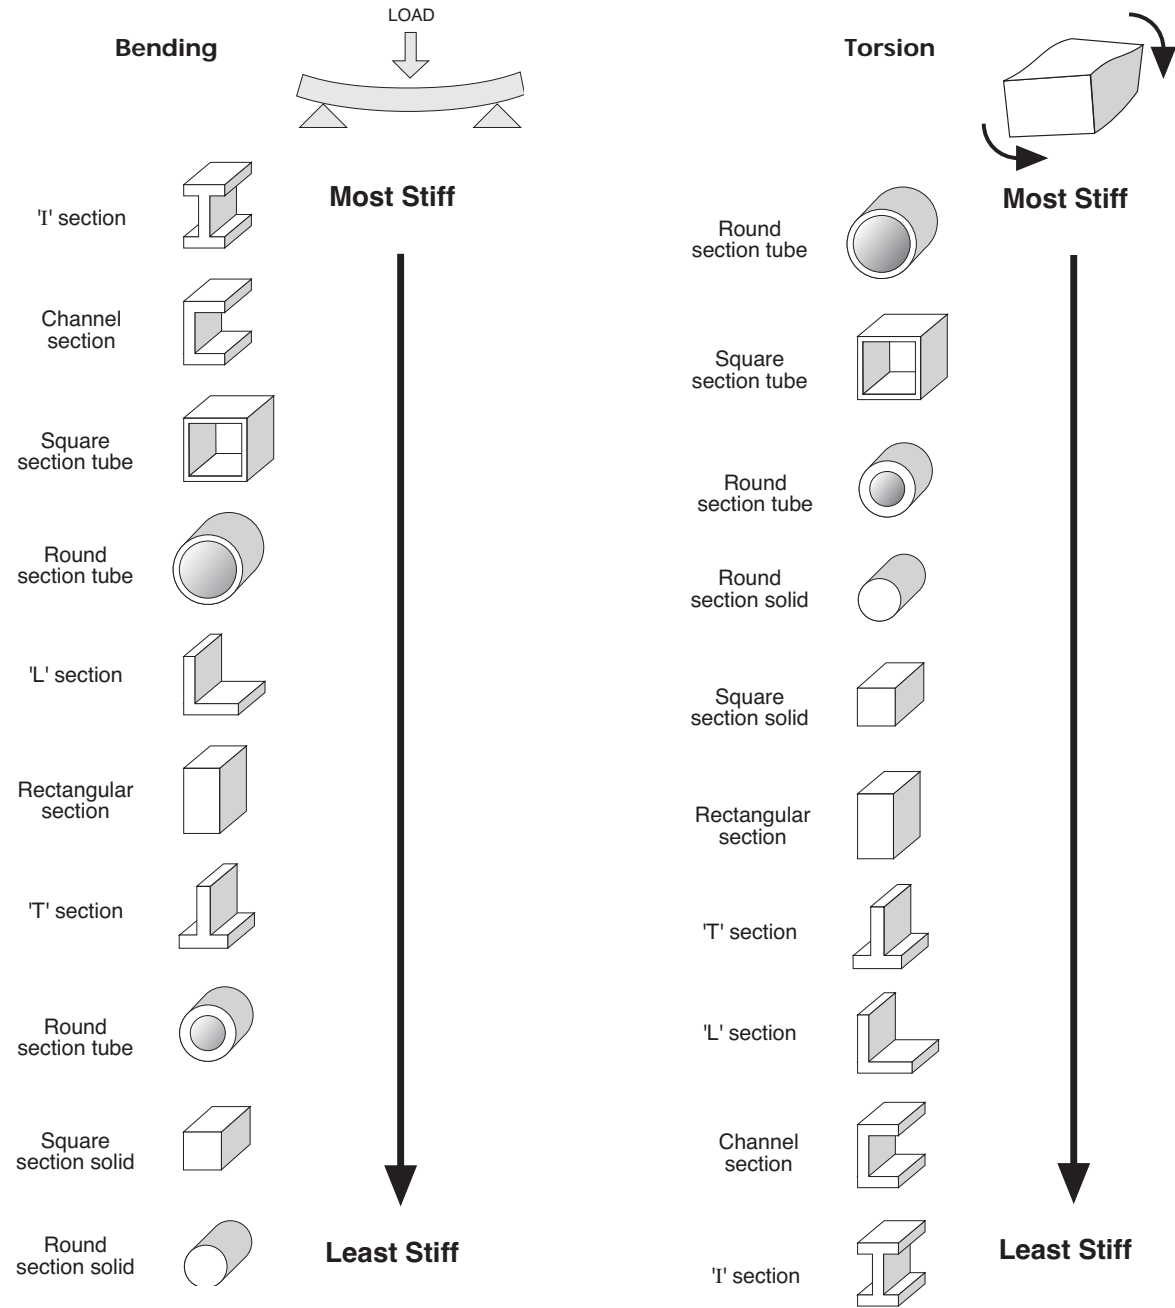 LOAD
Bending
Most Stiff
'I' section
Channel
section
Square
section tube
Round
section tube
'L' section
Rectangular
section
'T' section
Round
section tube
Square
section solid
Round
section solid
Least Stiff
Torsion
Most Stiff
Round
section tube
Square
section tube
Round
section tube
Round
section solid
Square
section solid
Rectangular
section
'T' section
'L' section
Channel
section
'I' section
Least Stiff